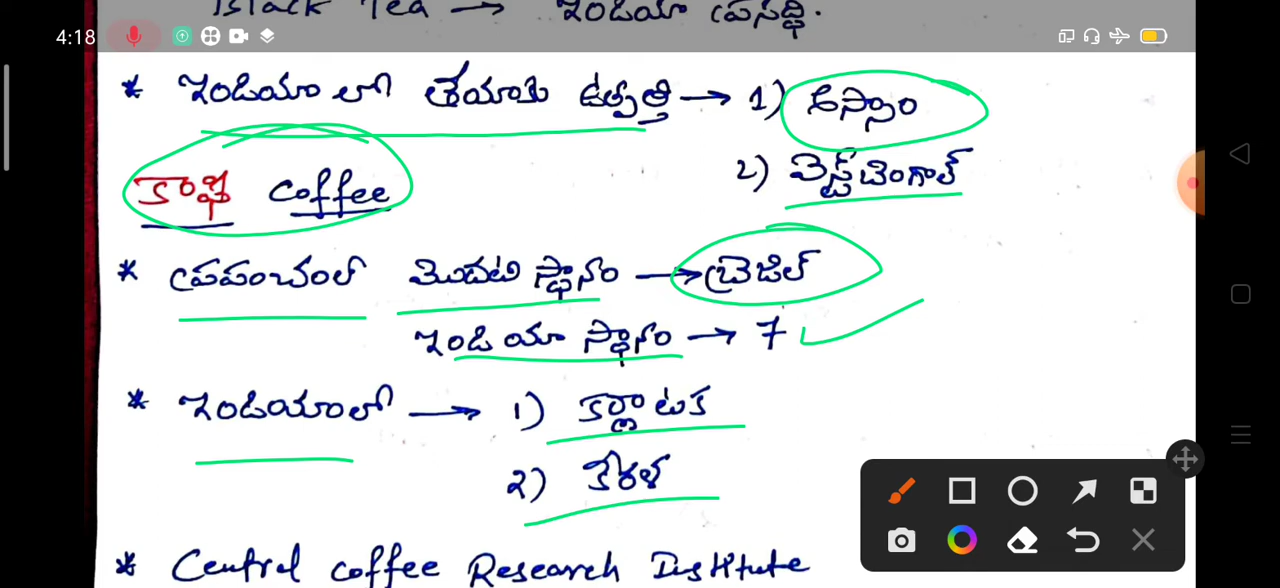 Black Tea → ఇండియా ప్రసిద్ధి.
4:18
* ఇండియాలో తేయాకు ఉత్పత్తి → 1) అస్సాం
2) వెస్ట్ బెంగాల్
కాఫీ Coffee
* ప్రపంచంలో మొదటి స్థానం → బ్రెజిల్
ఇండియా స్థానం → 7
* ఇండియాలో → 1) కర్ణాటక
2) కేరళ
* Central coffee Research Institute